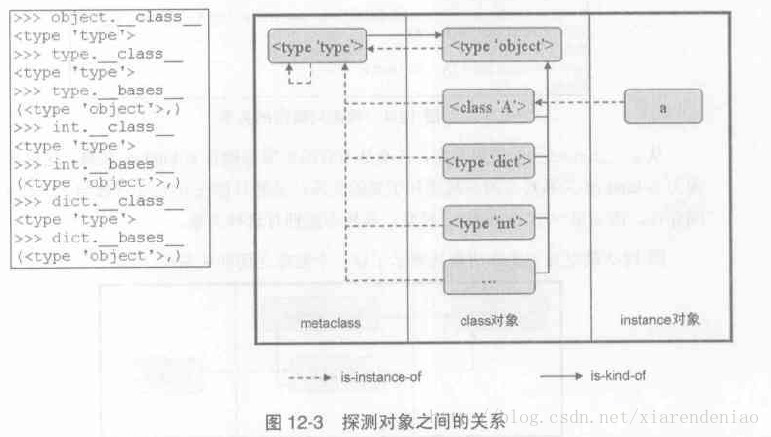 >>> object.__class__
<type 'type'>
>>> type.__class__
<type 'type'>
>>> type.__bases__
(<type 'object'>,)
>>> int.__class__
<type 'type'>
>>> int.__bases__
(<type 'object'>,)
>>> dict.__class__
<type 'type'>
>>> dict.__bases__
(<type 'object'>,)
<type 'type'>
<type 'object'>
<class 'A'>
a
<type 'dict'>
<type 'int'>
...
metaclass
class对象
instance对象
is-instance-of
is-kind-of
图 12-3 探测对象之间的关系
blog.csdn.net/xiarendeniao